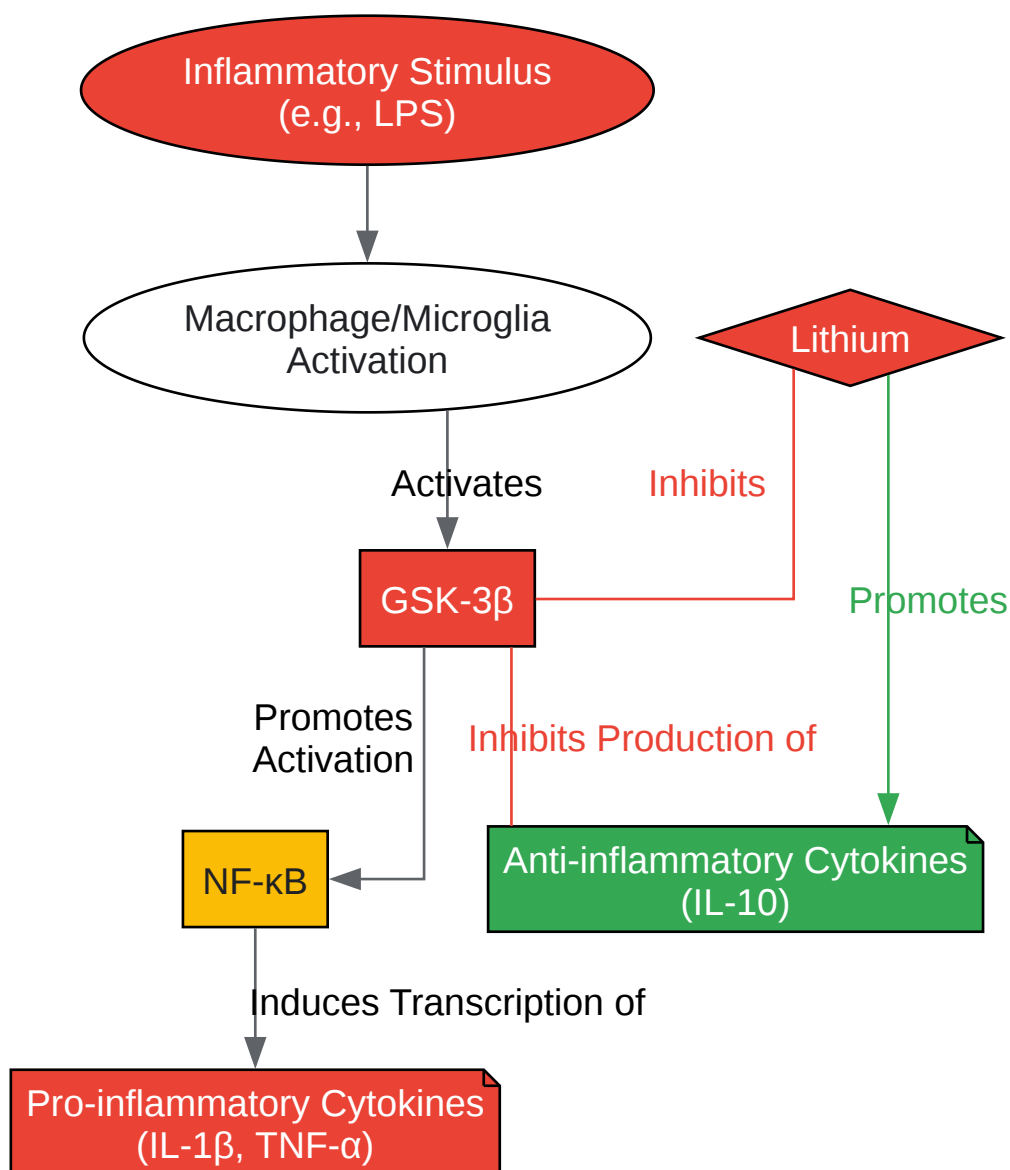 Inflammatory Stimulus
(e.g., LPS)
Macrophage/Microglia
Activation
Lithium
Activates
Inhibits
GSK-3β
Promotes
Promotes
Activation
Inhibits Production of
NF-κB
Anti-inflammatory Cytokines
(IL-10)
Induces Transcription of
Pro-inflammatory Cytokines
(IL-1β, TNF-α)